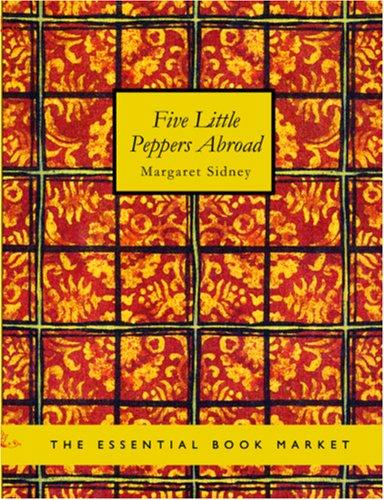 Five Little
Peppers Abroad
Margaret Sidney
THE ESSENTIAL BOOK MARKET